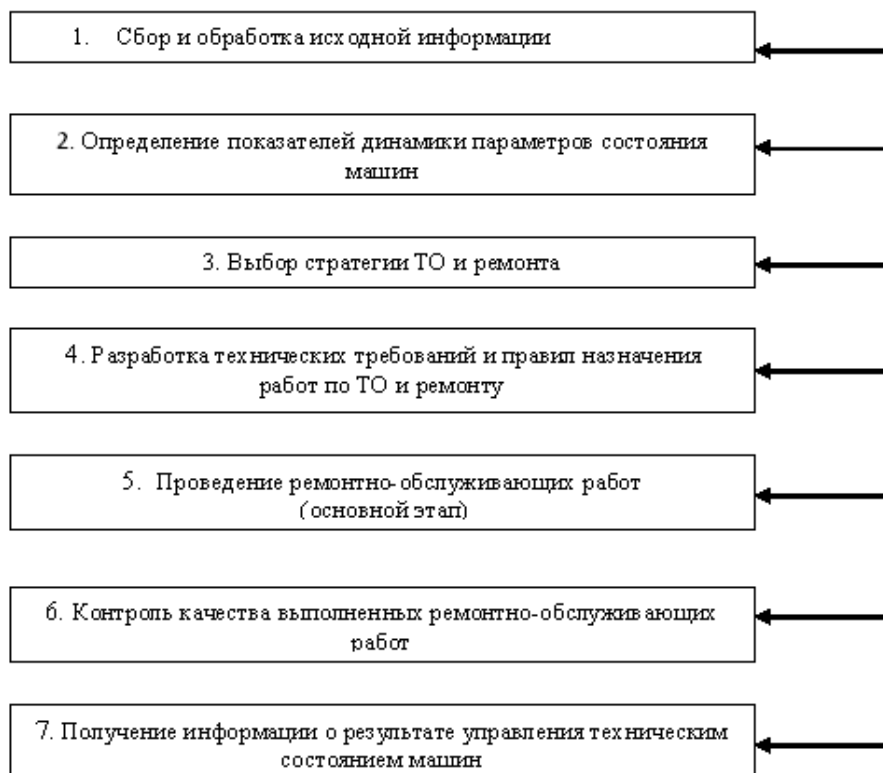 1. Сбор и обработка исходной информации
2. Определение показателей динамики параметров состояния
машин
3. Выбор стратегии ТО и ремонта
4. Разработка технических требований и правил назначения
работ по ТО и ремонту
5. Проведение ремонтно-обслуживающих работ
(основной этап)
6. Контроль качества выполненных ремонтно-обслуживающих
работ
7. Получение информации о результате управления техническим
состоянием машин